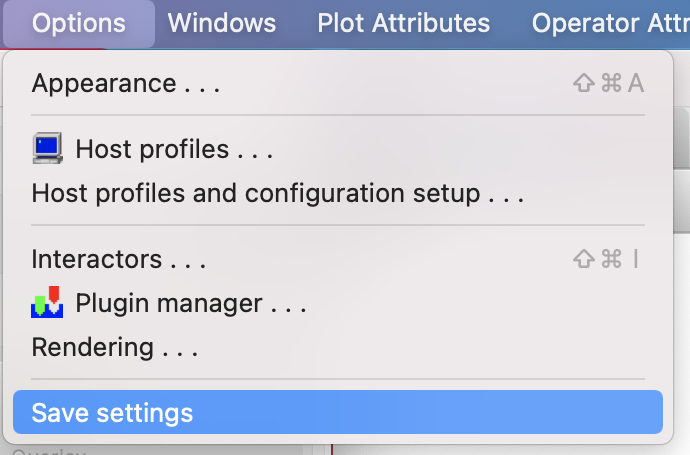 Options Windows Plot Attributes Operator Attr
Appearance . . . ⇧⌘A
Host profiles . . .
Host profiles and configuration setup . . .
Interactors . . . ⇧⌘I
Plugin manager . . .
Rendering . . .
Save settings